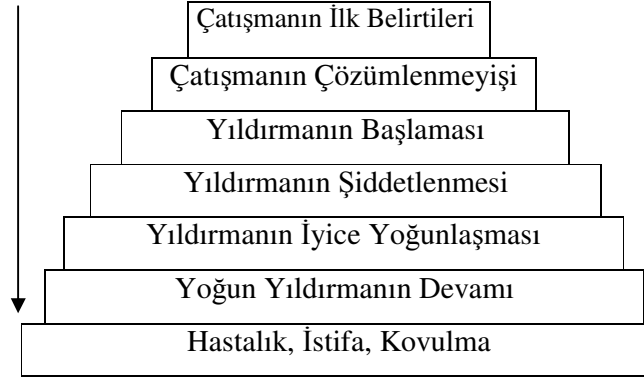 Çatışmanın İlk Belirtileri
Çatışmanın Çözümlenmeyişi
Yıldırmanın Başlaması
Yıldırmanın Şiddetlenmesi
Yıldırmanın İyice Yoğunlaşması
Yoğun Yıldırmanın Devamı
Hastalık, İstifa, Kovulma